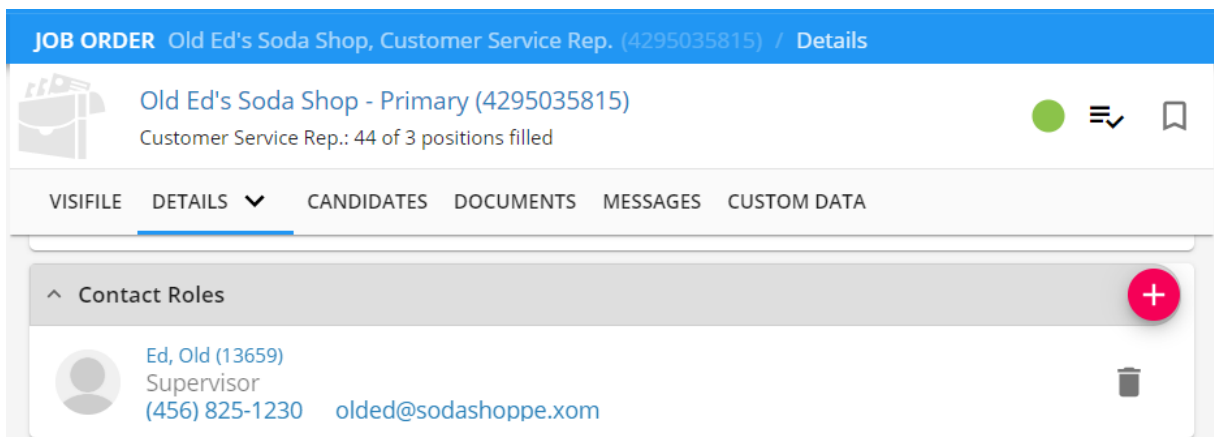 JOB ORDER Old Ed's Soda Shop, Customer Service Rep. (4295035815) / Details
Old Ed's Soda Shop - Primary (4295035815)
Customer Service Rep.: 44 of 3 positions filled
VISIFILE DETAILS CANDIDATES DOCUMENTS MESSAGES CUSTOM DATA
Contact Roles
Ed, Old (13659)
Supervisor
(456) 825-1230 olded@sodashoppe.xom